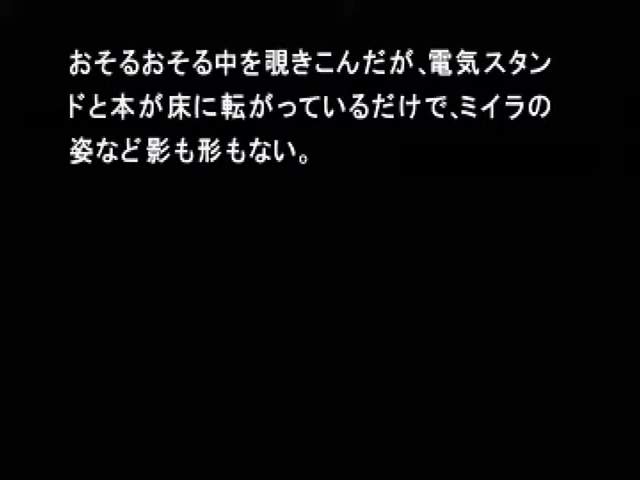 おそるおそる中を覗きこんだが、電気スタン
ドと本が床に転がっているだけで、ミイラの
姿など影も形もない。